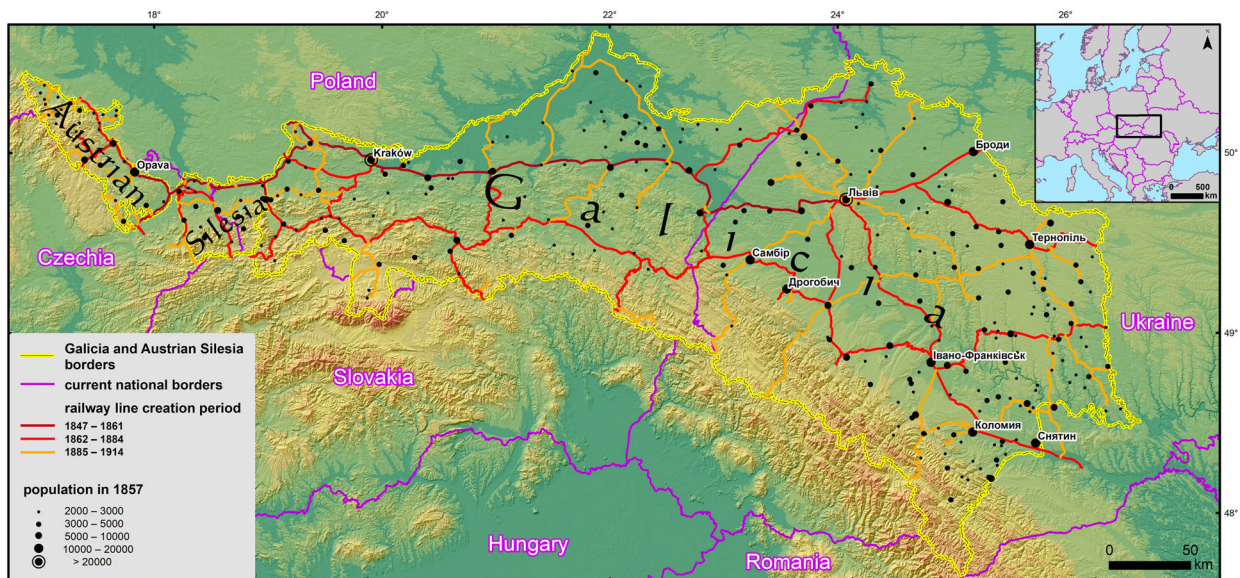 18°
20°
22°
24°
26°
N
Poland
Austrian
Opava
Kraków
Броди
50°
50°
0 500
km
Silesia
Galicia
Львів
Czechia
Самбір
Тернопіль
Дрогобич
Ukraine
49°
Galicia and Austrian Silesia
borders
current national borders
railway line creation period
1847 – 1861
1862 – 1884
1885 – 1914
Slovakia
Івано-Франківськ
Коломия
Снятин
population in 1857
2000 – 3000
3000 – 5000
5000 – 10000
10000 – 20000
> 20000
48°
Hungary
Romania
0 50
km